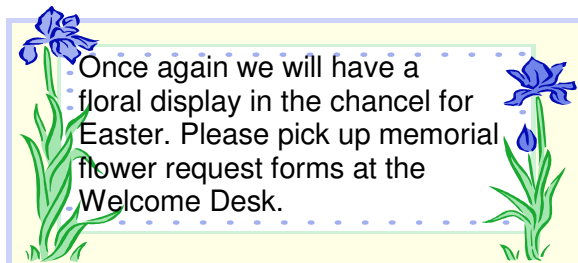 Once again we will have a
floral display in the chancel for
Easter. Please pick up memorial
flower request forms at the
Welcome Desk.